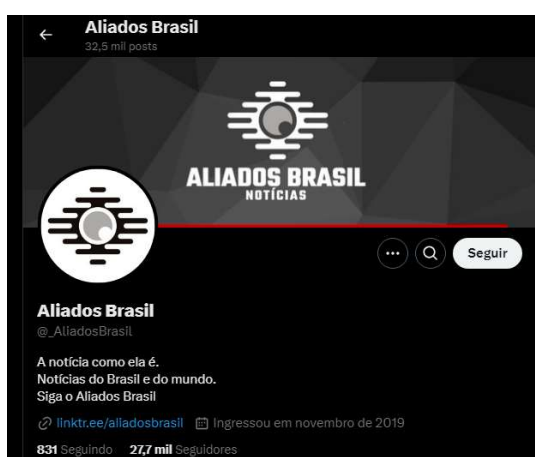 Aliados Brasil
32,5 mil posts
ALIADOS BRASIL
NOTÍCIAS
Seguir
Aliados Brasil
@_AliadosBrasil
A notícia como ela é.
Notícias do Brasil e do mundo.
Siga o Aliados Brasil
linktr.ee/aliadosbrasil Ingressou em novembro de 2019
831 Seguindo 27,7 mil Seguidores